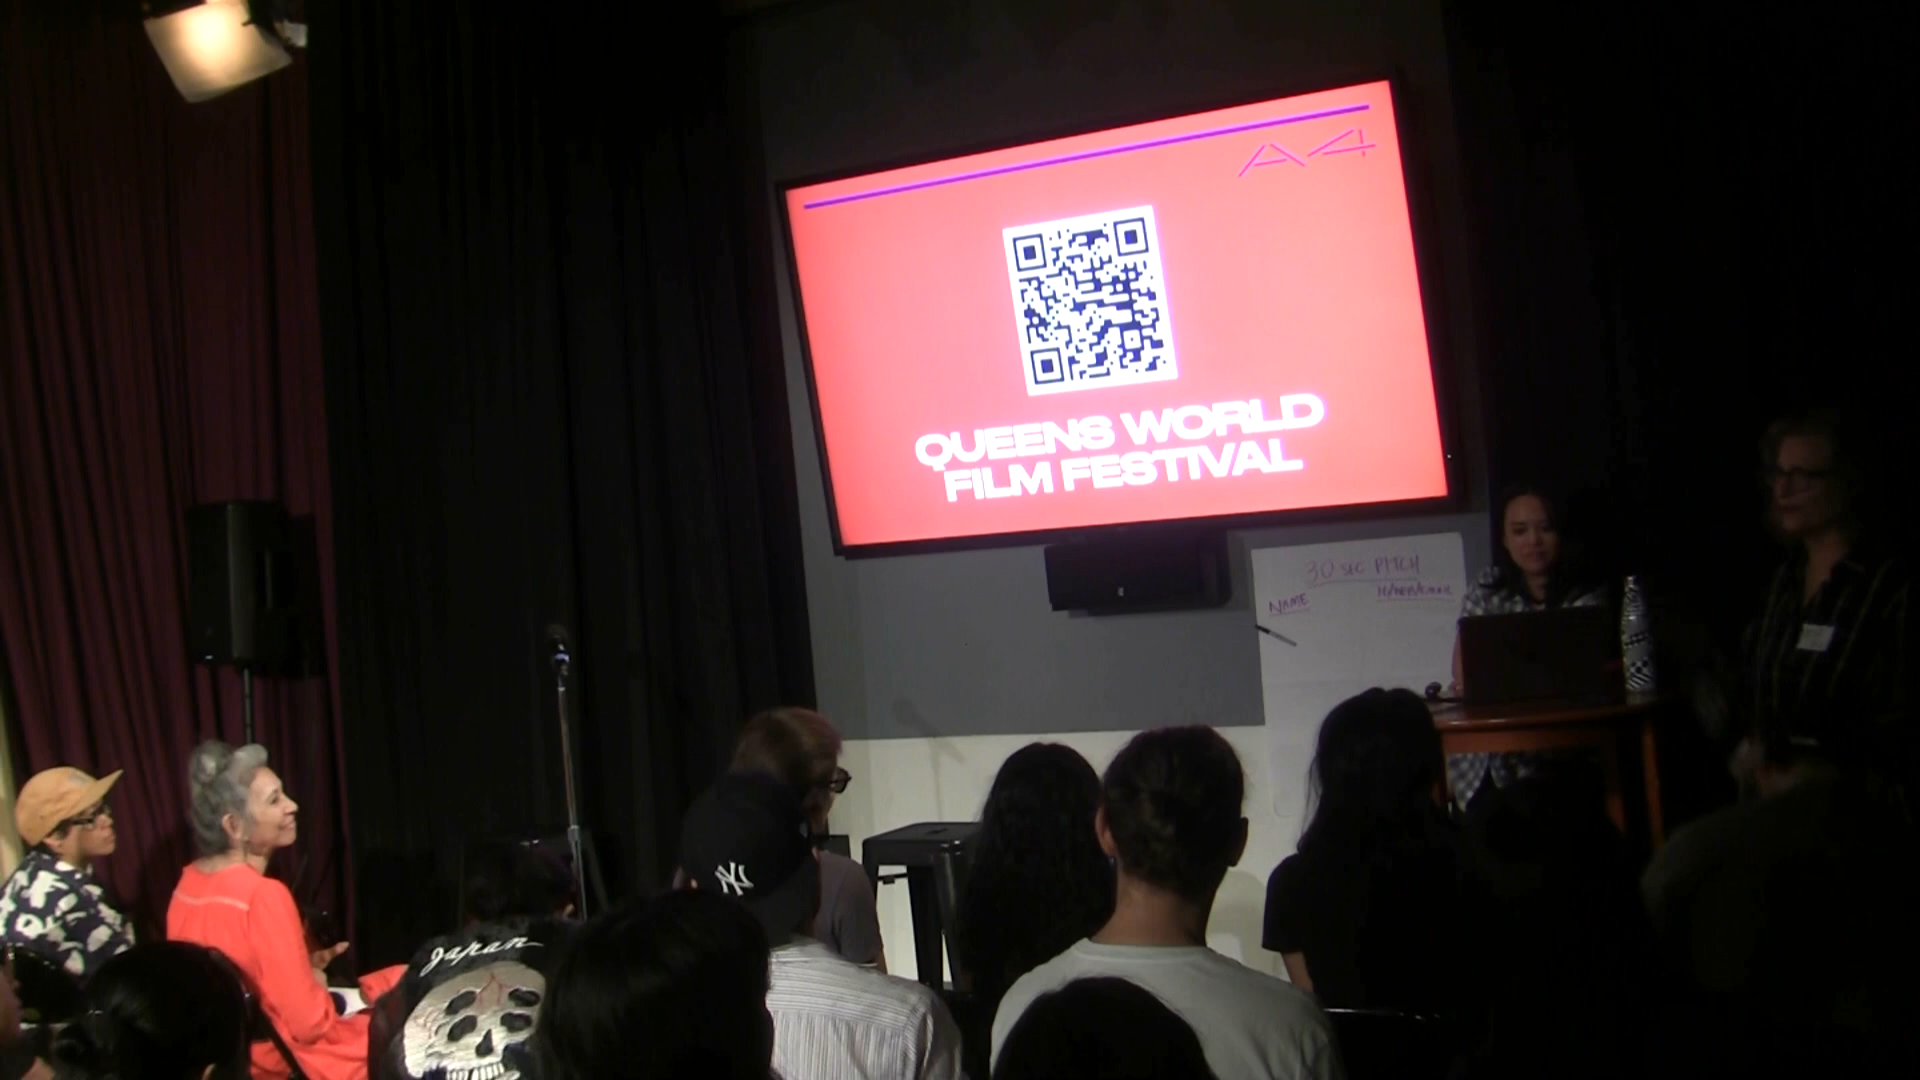 A4
QUEENS WORLD
FILM FESTIVAL
30 SEC PITCH
NAME
NY
Japan